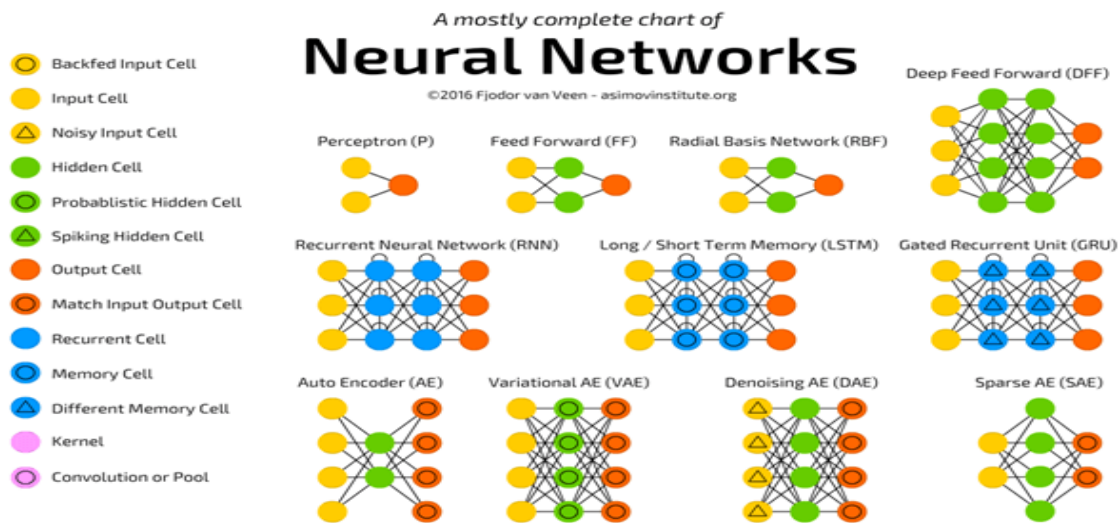 A mostly complete chart of
Neural Networks
©2016 Fjodor van Veen - asimovinstitute.org
Backfed Input Cell
Input Cell
Noisy Input Cell
Hidden Cell
Probablistic Hidden Cell
Spiking Hidden Cell
Output Cell
Match Input Output Cell
Recurrent Cell
Memory Cell
Different Memory Cell
Kernel
Convolution or Pool
Perceptron (P)
Feed Forward (FF)
Radial Basis Network (RBF)
Deep Feed Forward (DFF)
Recurrent Neural Network (RNN)
Long / Short Term Memory (LSTM)
Gated Recurrent Unit (GRU)
Auto Encoder (AE)
Variational AE (VAE)
Denoising AE (DAE)
Sparse AE (SAE)